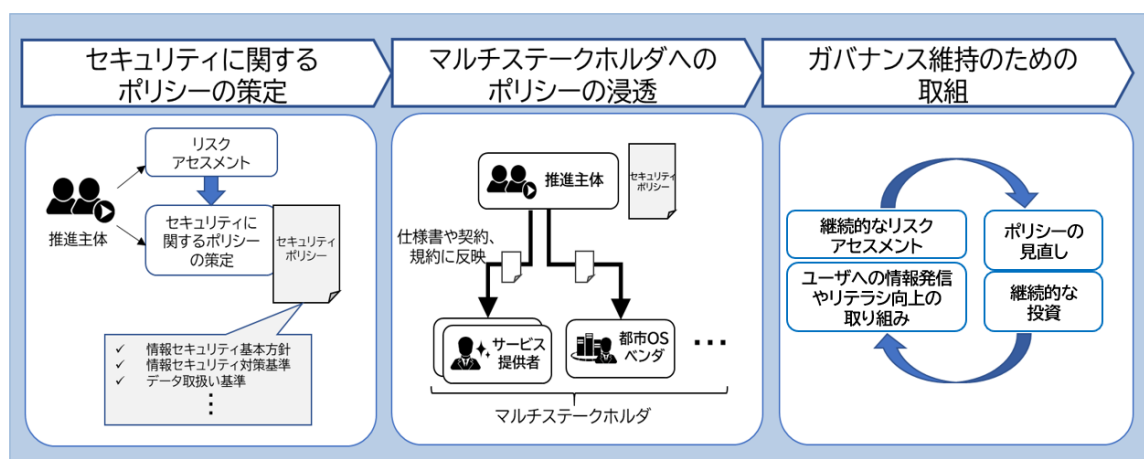 セキュリティに関する
ポリシーの策定
マルチステークホルダへの
ポリシーの浸透
ガバナンス維持のための
取組
リスク
アセスメント
推進主体
セキュリティに
関するポリシー
の策定
セキュリティ
ポリシー
✓ 情報セキュリティ基本方針
✓ 情報セキュリティ対策基準
✓ データ取扱い基準
⋮
推進主体
セキュリティ
ポリシー
仕様書や契約、
規約に反映
サービス
提供者
都市OS
ベンダ
…
マルチステークホルダ
継続的なリスク
アセスメント
ポリシーの
見直し
ユーザへの情報発信
やリテラシ向上の
取り組み
継続的な
投資